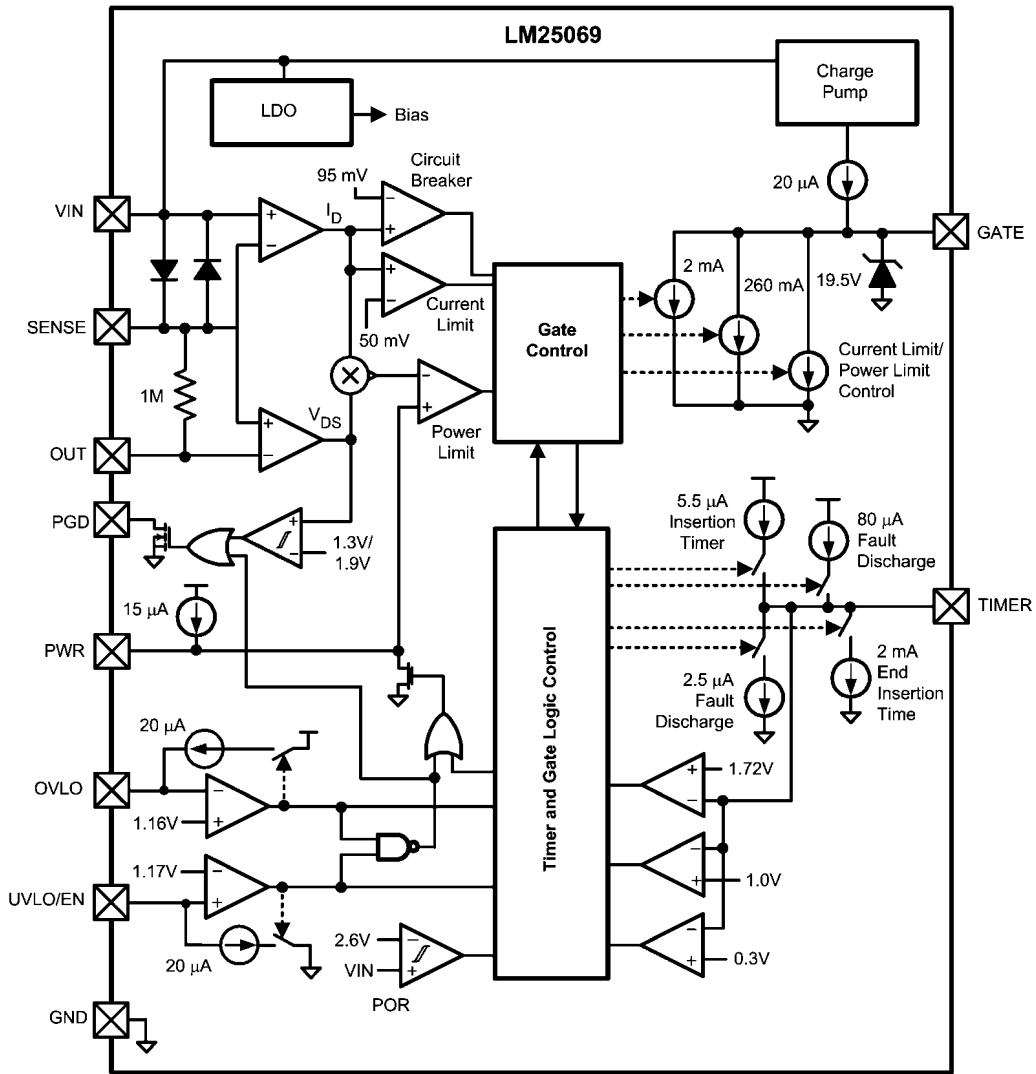 LM25069
Charge
Pump
LDO
Bias
Circuit
Breaker
95 mV
20 µA
VIN
+
−
I_D
−
+
GATE
2 mA
260 mA
19.5V
+
−
Current
Limit
50 mV
SENSE
Gate
Control
Current Limit/
Power Limit
Control
1M
V_DS
−
+
Power
Limit
+
−
OUT
PGD
+
−
1.3V/
1.9V
5.5 µA
Insertion
Timer
80 µA
Fault
Discharge
15 µA
TIMER
PWR
2.5 µA
Fault
Discharge
2 mA
End
Insertion
Time
Timer and Gate Logic Control
20 µA
OVLO
−
+
1.16V
+
−
1.72V
1.17V
−
+
UVLO/EN
−
+
1.0V
20 µA
2.6V
−
VIN
+
POR
−
+
0.3V
GND